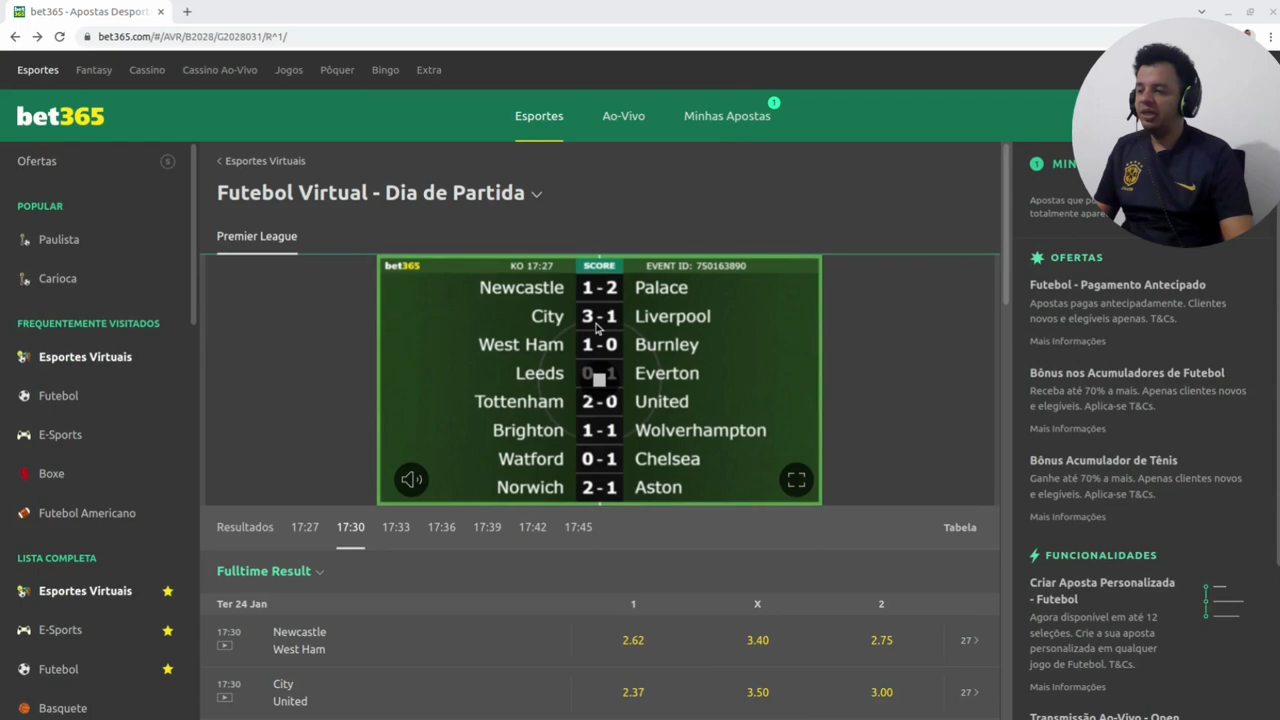 bet365 - Apostas Desport
bet365.com/#/AVR/B2028/G2028031/R^1/
Esportes Fantasy Cassino Cassino Ao-Vivo Jogos Pôquer Bingo Extra
bet365
Esportes Ao-Vivo Minhas Apostas 1
Ofertas 5
POPULAR
Paulista
Carioca
FREQUENTEMENTE VISITADOS
Esportes Virtuais
Futebol
E-Sports
Boxe
Futebol Americano
LISTA COMPLETA
Esportes Virtuais
E-Sports
Futebol
Basquete
Esportes Virtuais
Futebol Virtual - Dia de Partida
Premier League
bet365 KO 17:27 SCORE EVENT ID: 750163890
Newcastle 1 - 2 Palace
City 3 - 1 Liverpool
West Ham 1 - 0 Burnley
Leeds 0 1 Everton
Tottenham 2 - 0 United
Brighton 1 - 1 Wolverhampton
Watford 0 - 1 Chelsea
Norwich 2 - 1 Aston
Resultados 17:27 17:30 17:33 17:36 17:39 17:42 17:45 Tabela
Fulltime Result
Ter 24 Jan 1 X 2
17:30 Newcastle
West Ham
2.62 3.40 2.75 27
17:30 City
United
2.37 3.50 3.00 27
1 MIN
Apostas que pu
totalmente apare
OFERTAS
Futebol - Pagamento Antecipado
Apostas pagas antecipadamente. Clientes
novos e elegíveis apenas. T&Cs.
Mais Informações
Bônus nos Acumuladores de Futebol
Receba até 70% a mais. Apenas clientes novos
e elegíveis. Aplica-se T&Cs.
Mais Informações
Bônus Acumulador de Tênis
Ganhe até 70% a mais. Apenas clientes novos
e elegíveis. Aplica-se T&Cs.
Mais Informações
FUNCIONALIDADES
Criar Aposta Personalizada
- Futebol
Agora disponível em até 12
seleções. Crie a sua aposta
personalizada em qualquer
jogo de Futebol. T&Cs.
Mais Informações
Transmissão Ao-Vivo - Open